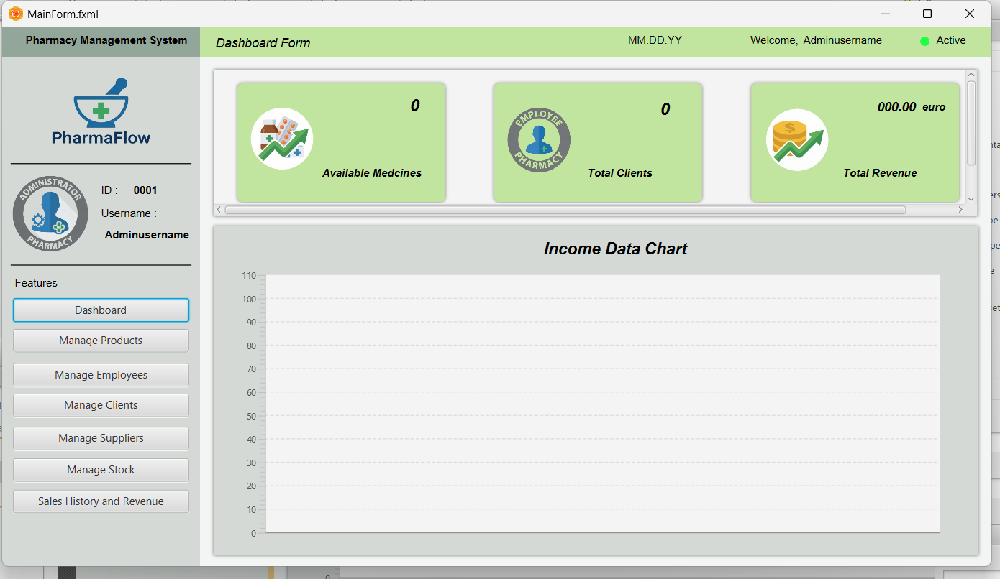 MainForm.fxml
Pharmacy Management System
Dashboard Form
MM.DD.YY
Welcome, Adminusername
Active
PharmaFlow
ADMINISTRATOR
PHARMACY
ID : 0001
Username :
Adminusername
Features
Dashboard
Manage Products
Manage Employees
Manage Clients
Manage Suppliers
Manage Stock
Sales History and Revenue
0
Available Medcines
EMPLOYEE
PHARMACY
0
Total Clients
$
000.00 euro
Total Revenue
Income Data Chart
110
100
90
80
70
60
50
40
30
20
10
0